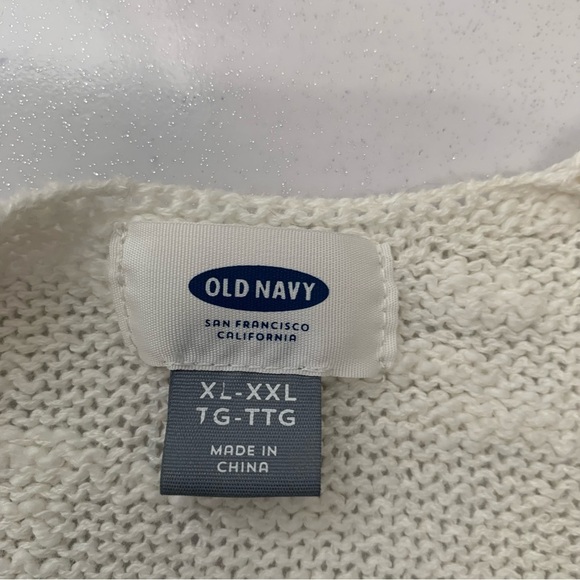 OLD NAVY
SAN FRANCISCO
CALIFORNIA
XL-XXL
TG-TTG
MADE IN
CHINA